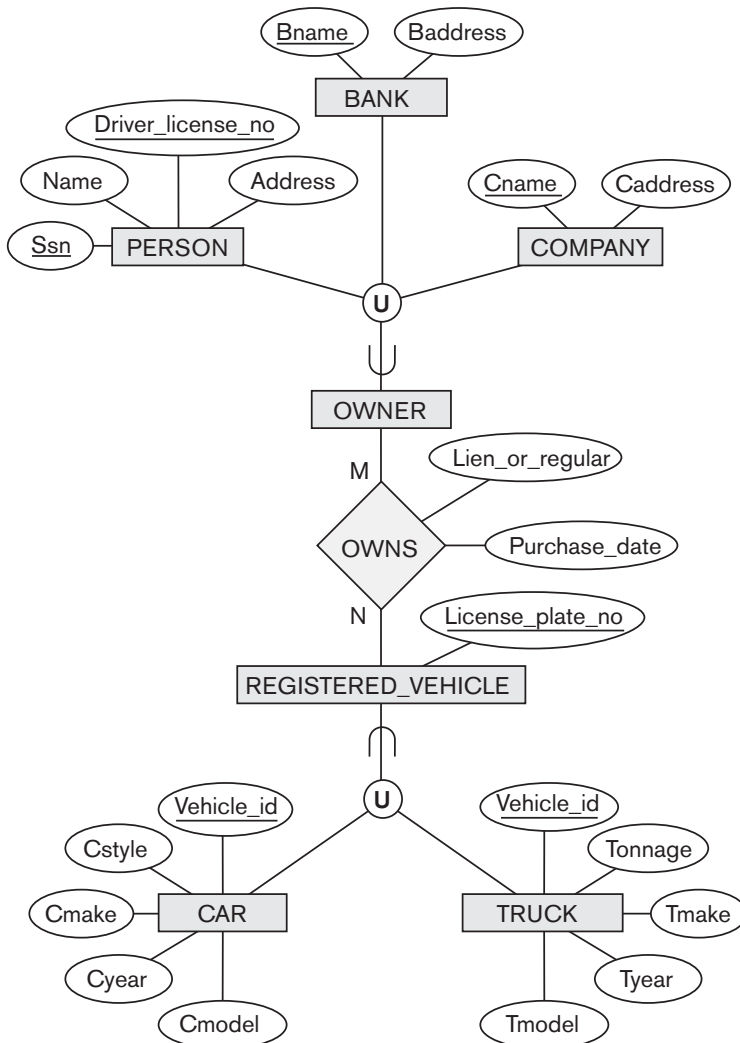 Bname
Baddress
BANK
Driver_license_no
Name
Address
Cname
Caddress
Ssn
PERSON
COMPANY
U
OWNER
M
Lien_or_regular
OWNS
Purchase_date
N
License_plate_no
REGISTERED_VEHICLE
U
Vehicle_id
Vehicle_id
Cstyle
Tonnage
Cmake
CAR
TRUCK
Tmake
Cyear
Tyear
Cmodel
Tmodel